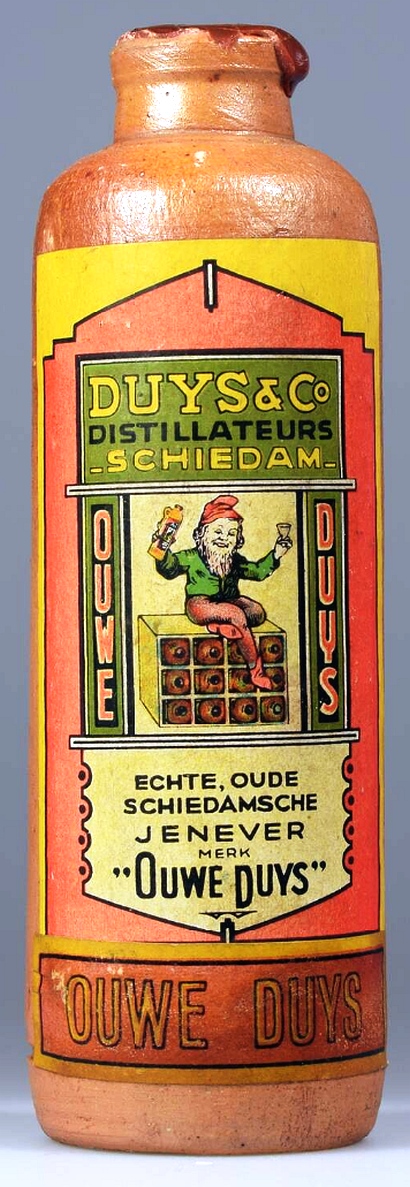 DUYS & Co
DISTILLATEURS
-SCHIEDAM-
OUWE
DUYS
ECHTE, OUDE
SCHIEDAMSCHE
JENEVER
MERK
"OUWE DUYS"
OUWE DUYS